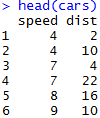 > head(cars)
  speed dist
1     4    2
2     4   10
3     7    4
4     7   22
5     8   16
6     9   10